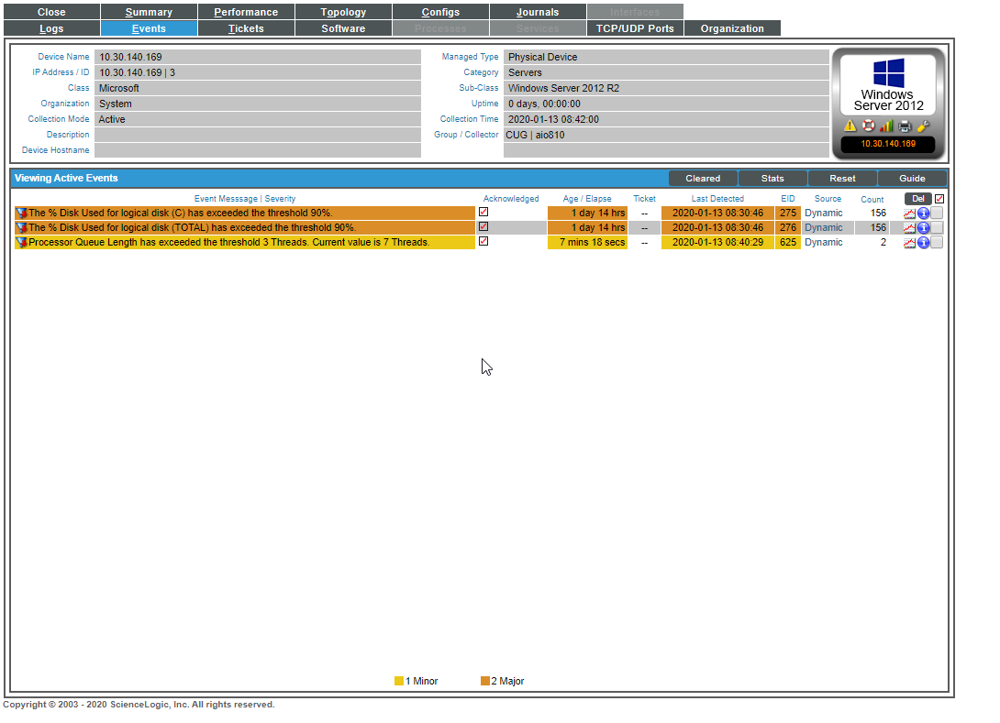 Close Summary Performance Topology Configs Journals Interfaces
Logs Events Tickets Software Processes Services TCP/UDP Ports Organization
Device Name 10.30.140.169 Managed Type Physical Device
IP Address / ID 10.30.140.169 | 3 Category Servers
Class Microsoft Sub-Class Windows Server 2012 R2
Organization System Uptime 0 days, 00:00:00
Collection Mode Active Collection Time 2020-01-13 08:42:00
Description Group / Collector CUG | aio810
Device Hostname
Windows
Server 2012
10.30.140.169
Viewing Active Events Cleared Stats Reset Guide
Event Messsage | Severity Acknowledged Age / Elapse Ticket Last Detected EID Source Count Del
The % Disk Used for logical disk (C) has exceeded the threshold 90%. 1 day 14 hrs -- 2020-01-13 08:30:46 275 Dynamic 156
The % Disk Used for logical disk (TOTAL) has exceeded the threshold 90%. 1 day 14 hrs -- 2020-01-13 08:30:46 276 Dynamic 156
Processor Queue Length has exceeded the threshold 3 Threads. Current value is 7 Threads. 7 mins 18 secs -- 2020-01-13 08:40:29 625 Dynamic 2
1 Minor 2 Major
Copyright © 2003 - 2020 ScienceLogic, Inc. All rights reserved.